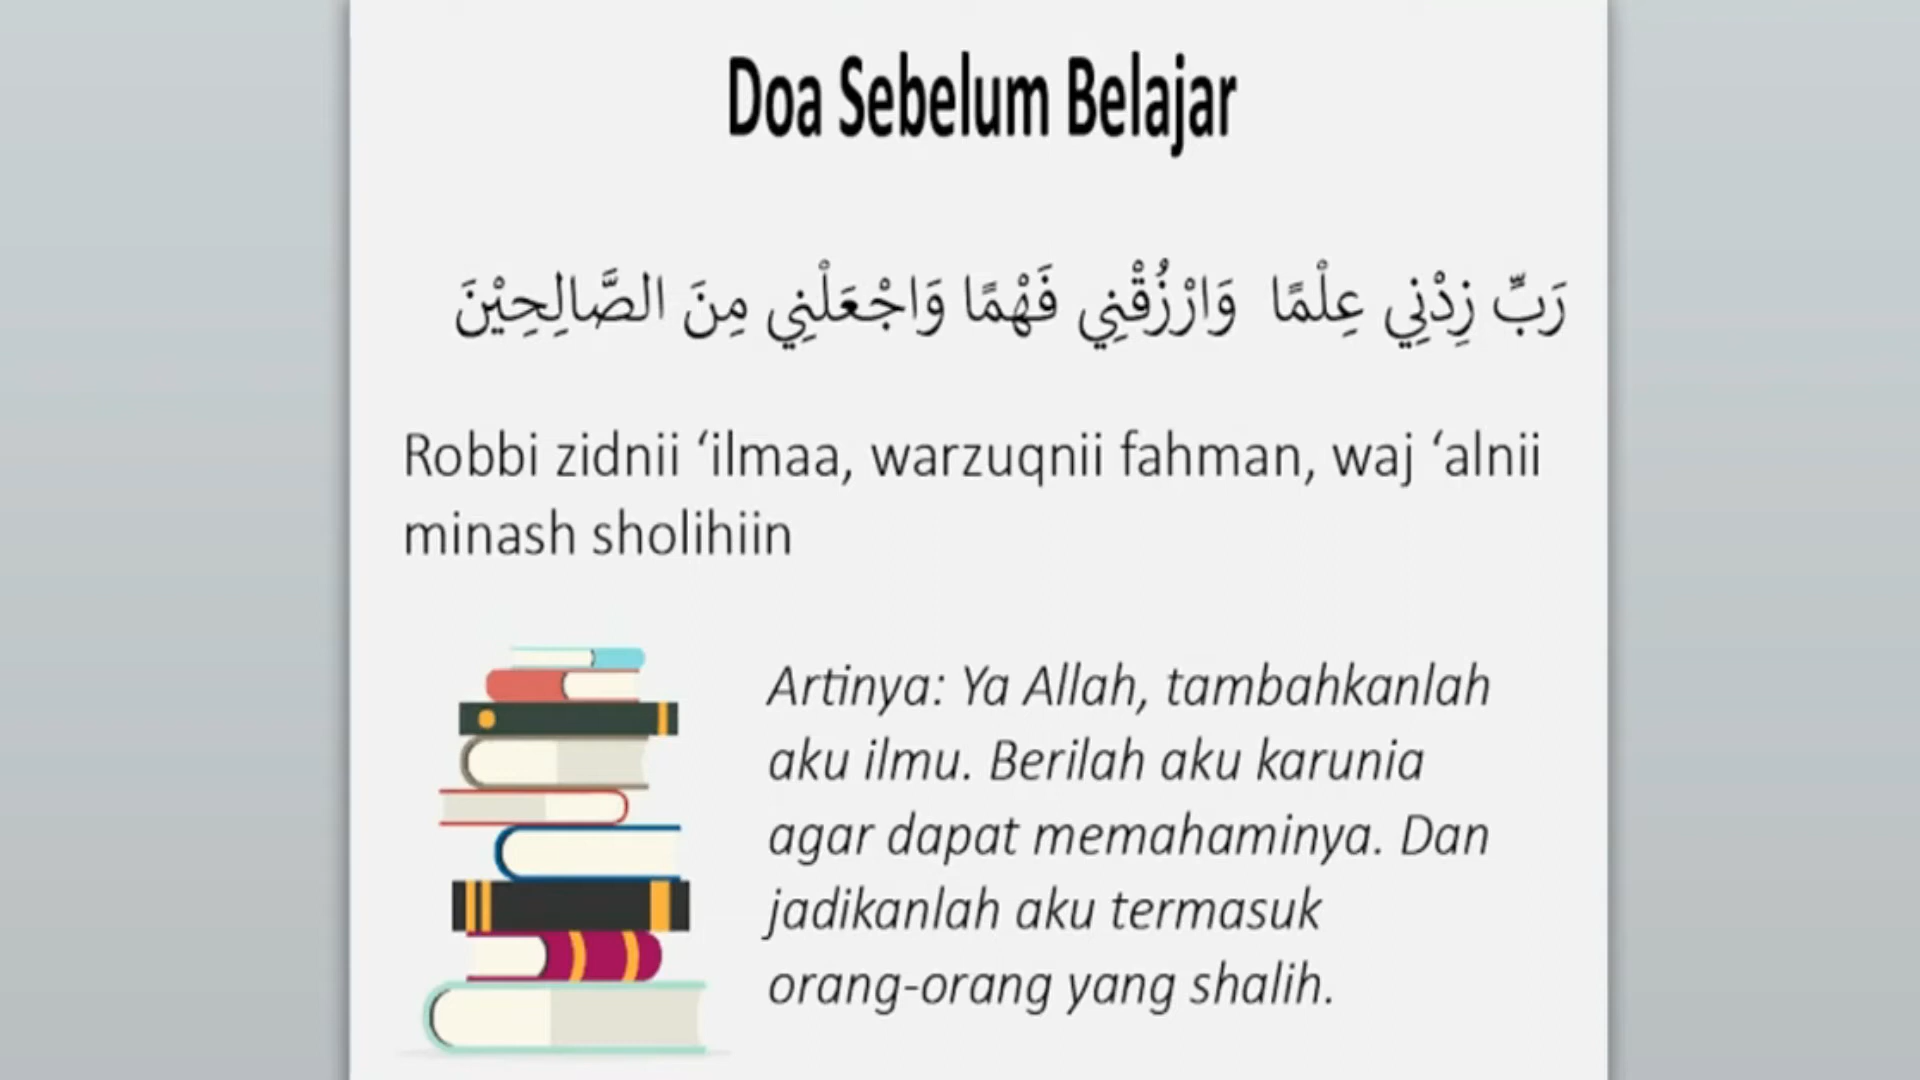 Doa Sebelum Belajar
رَبِّ زِدْنِي عِلْمًا وَارْزُقْنِي فَهْمًا وَاجْعَلْنِي مِنَ الصَّالِحِيْنَ
Robbi zidnii ‘ilmaa, warzuqnii fahman, waj ‘alnii
minash sholihiin
Artinya: Ya Allah, tambahkanlah
aku ilmu. Berilah aku karunia
agar dapat memahaminya. Dan
jadikanlah aku termasuk
orang-orang yang shalih.